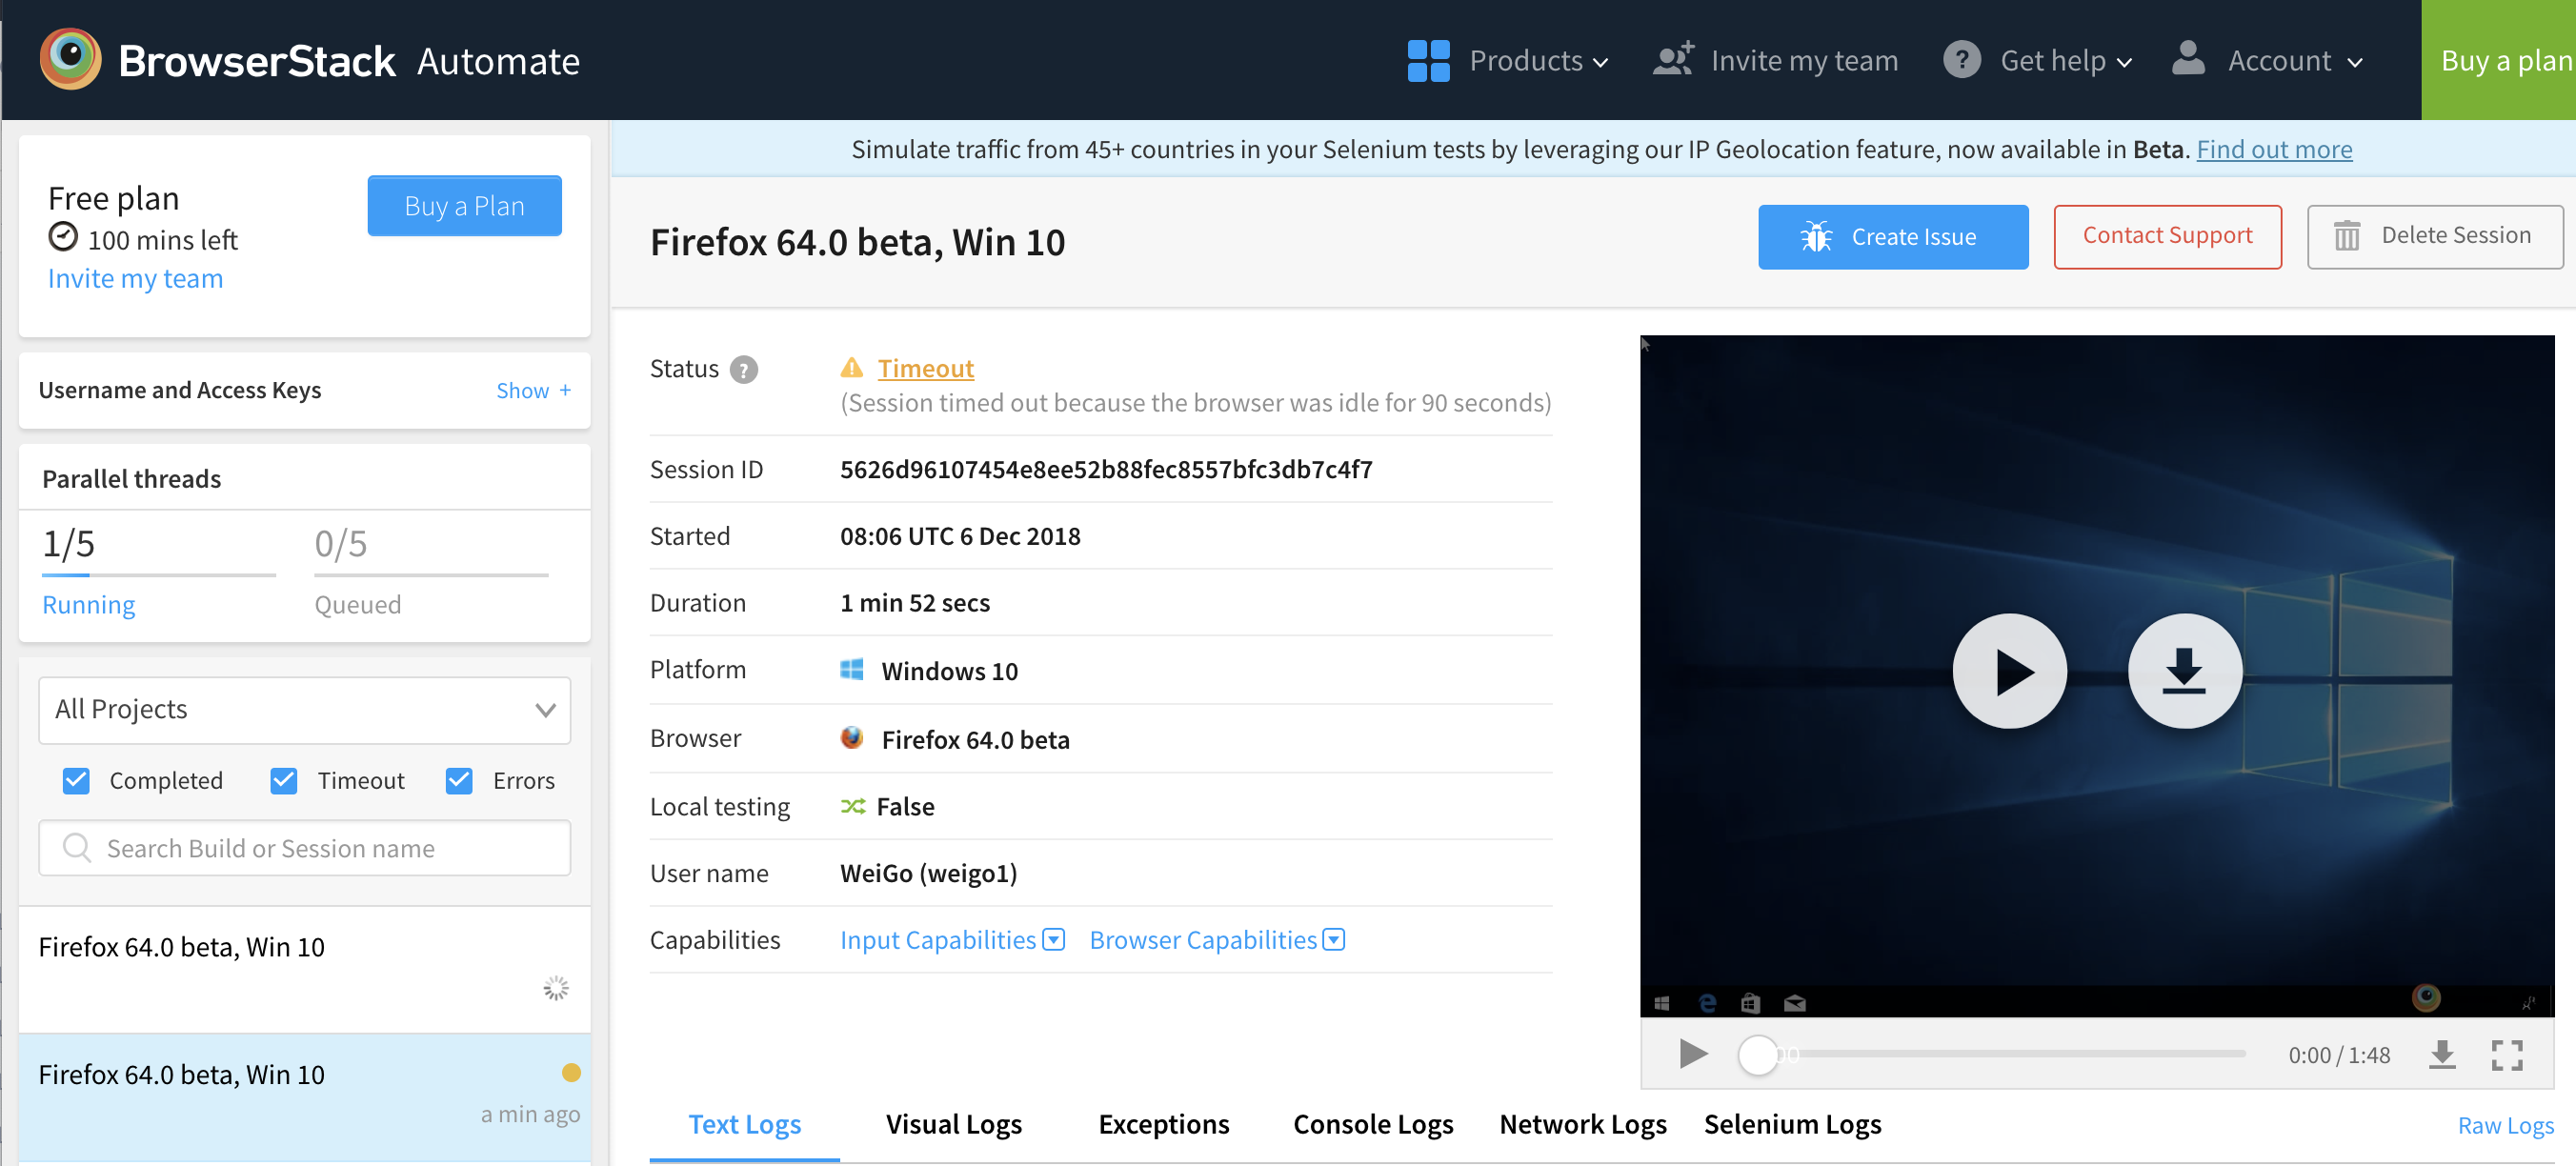 BrowserStack Automate
Products
Invite my team
? Get help
Account
Buy a plan
Free plan
100 mins left
Invite my team
Buy a Plan
Username and Access Keys
Show +
Parallel threads
1/5
0/5
Running
Queued
All Projects
Completed
Timeout
Errors
Search Build or Session name
Firefox 64.0 beta, Win 10
Firefox 64.0 beta, Win 10
a min ago
Simulate traffic from 45+ countries in your Selenium tests by leveraging our IP Geolocation feature, now available in Beta. Find out more
Firefox 64.0 beta, Win 10
Create Issue
Contact Support
Delete Session
Status ? Timeout
(Session timed out because the browser was idle for 90 seconds)
Session ID 5626d96107454e8ee52b88fec8557bfc3db7c4f7
Started 08:06 UTC 6 Dec 2018
Duration 1 min 52 secs
Platform Windows 10
Browser Firefox 64.0 beta
Local testing False
User name WeiGo (weigo1)
Capabilities Input Capabilities Browser Capabilities
0:00 / 1:48
Text Logs
Visual Logs
Exceptions
Console Logs
Network Logs
Selenium Logs
Raw Logs